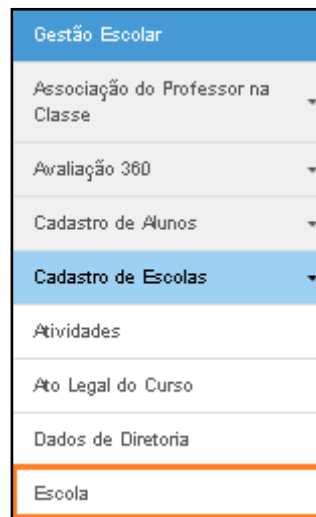 Gestão Escolar
Associação do Professor na
Classe
Avaliação 360
Cadastro de Alunos
Cadastro de Escolas
Atividades
Ato Legal do Curso
Dados de Diretoria
Escola